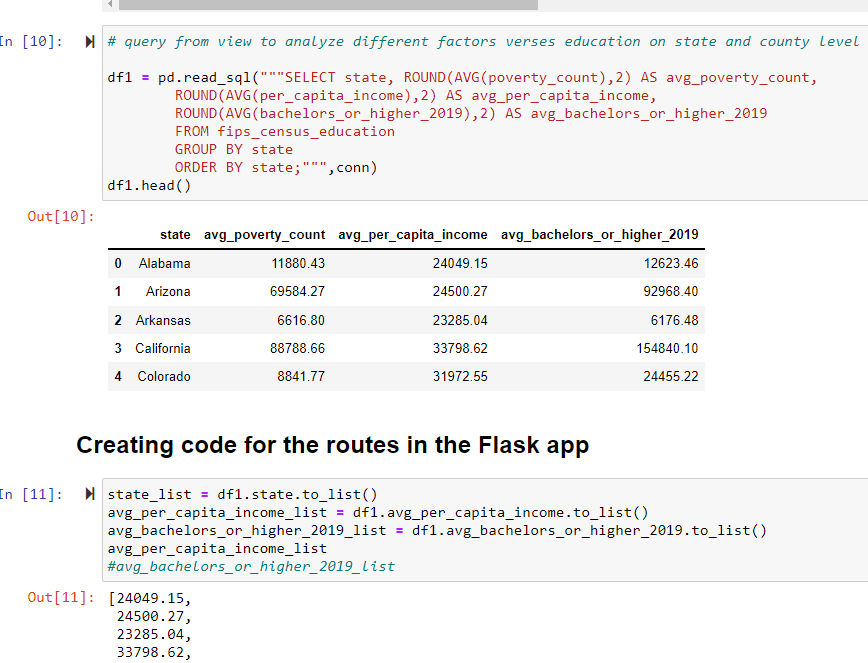 In [10]: # query from view to analyze different factors verses education on state and county level
df1 = pd.read_sql("""SELECT state, ROUND(AVG(poverty_count),2) AS avg_poverty_count,
ROUND(AVG(per_capita_income),2) AS avg_per_capita_income,
ROUND(AVG(bachelors_or_higher_2019),2) AS avg_bachelors_or_higher_2019
FROM fips_census_education
GROUP BY state
ORDER BY state;""",conn)
df1.head()
Out[10]:
state avg_poverty_count avg_per_capita_income avg_bachelors_or_higher_2019
0 Alabama 11880.43 24049.15 12623.46
1 Arizona 69584.27 24500.27 92968.40
2 Arkansas 6616.80 23285.04 6176.48
3 California 88788.66 33798.62 154840.10
4 Colorado 8841.77 31972.55 24455.22
Creating code for the routes in the Flask app
In [11]: state_list = df1.state.to_list()
avg_per_capita_income_list = df1.avg_per_capita_income.to_list()
avg_bachelors_or_higher_2019_list = df1.avg_bachelors_or_higher_2019.to_list()
avg_per_capita_income_list
#avg_bachelors_or_higher_2019_list
Out[11]: [24049.15,
24500.27,
23285.04,
33798.62,